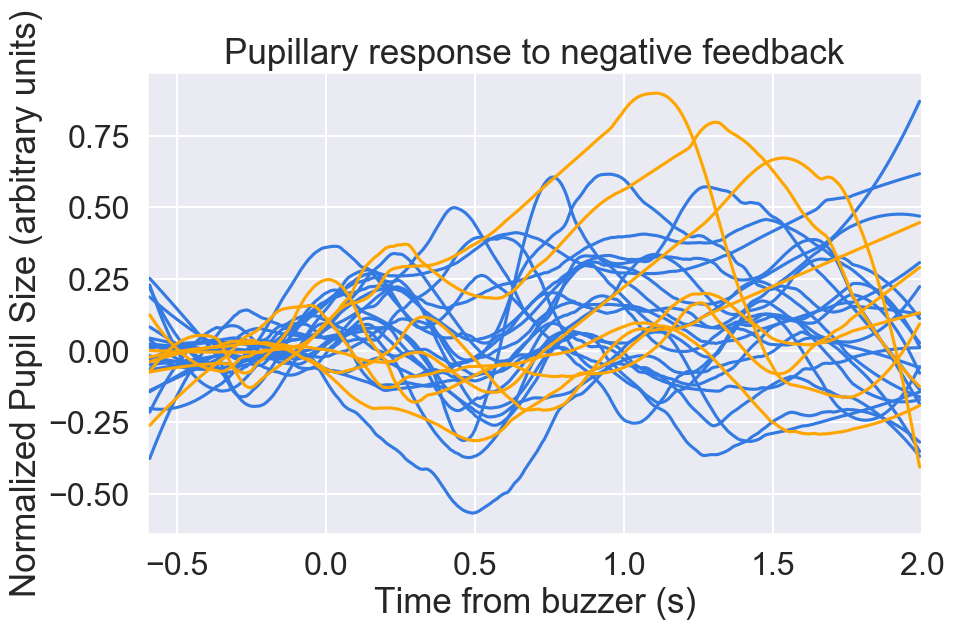 Pupillary response to negative feedback
Normalized Pupil Size (arbitrary units)
0.75
0.50
0.25
0.00
−0.25
−0.50
−0.5 0.0 0.5 1.0 1.5 2.0
Time from buzzer (s)